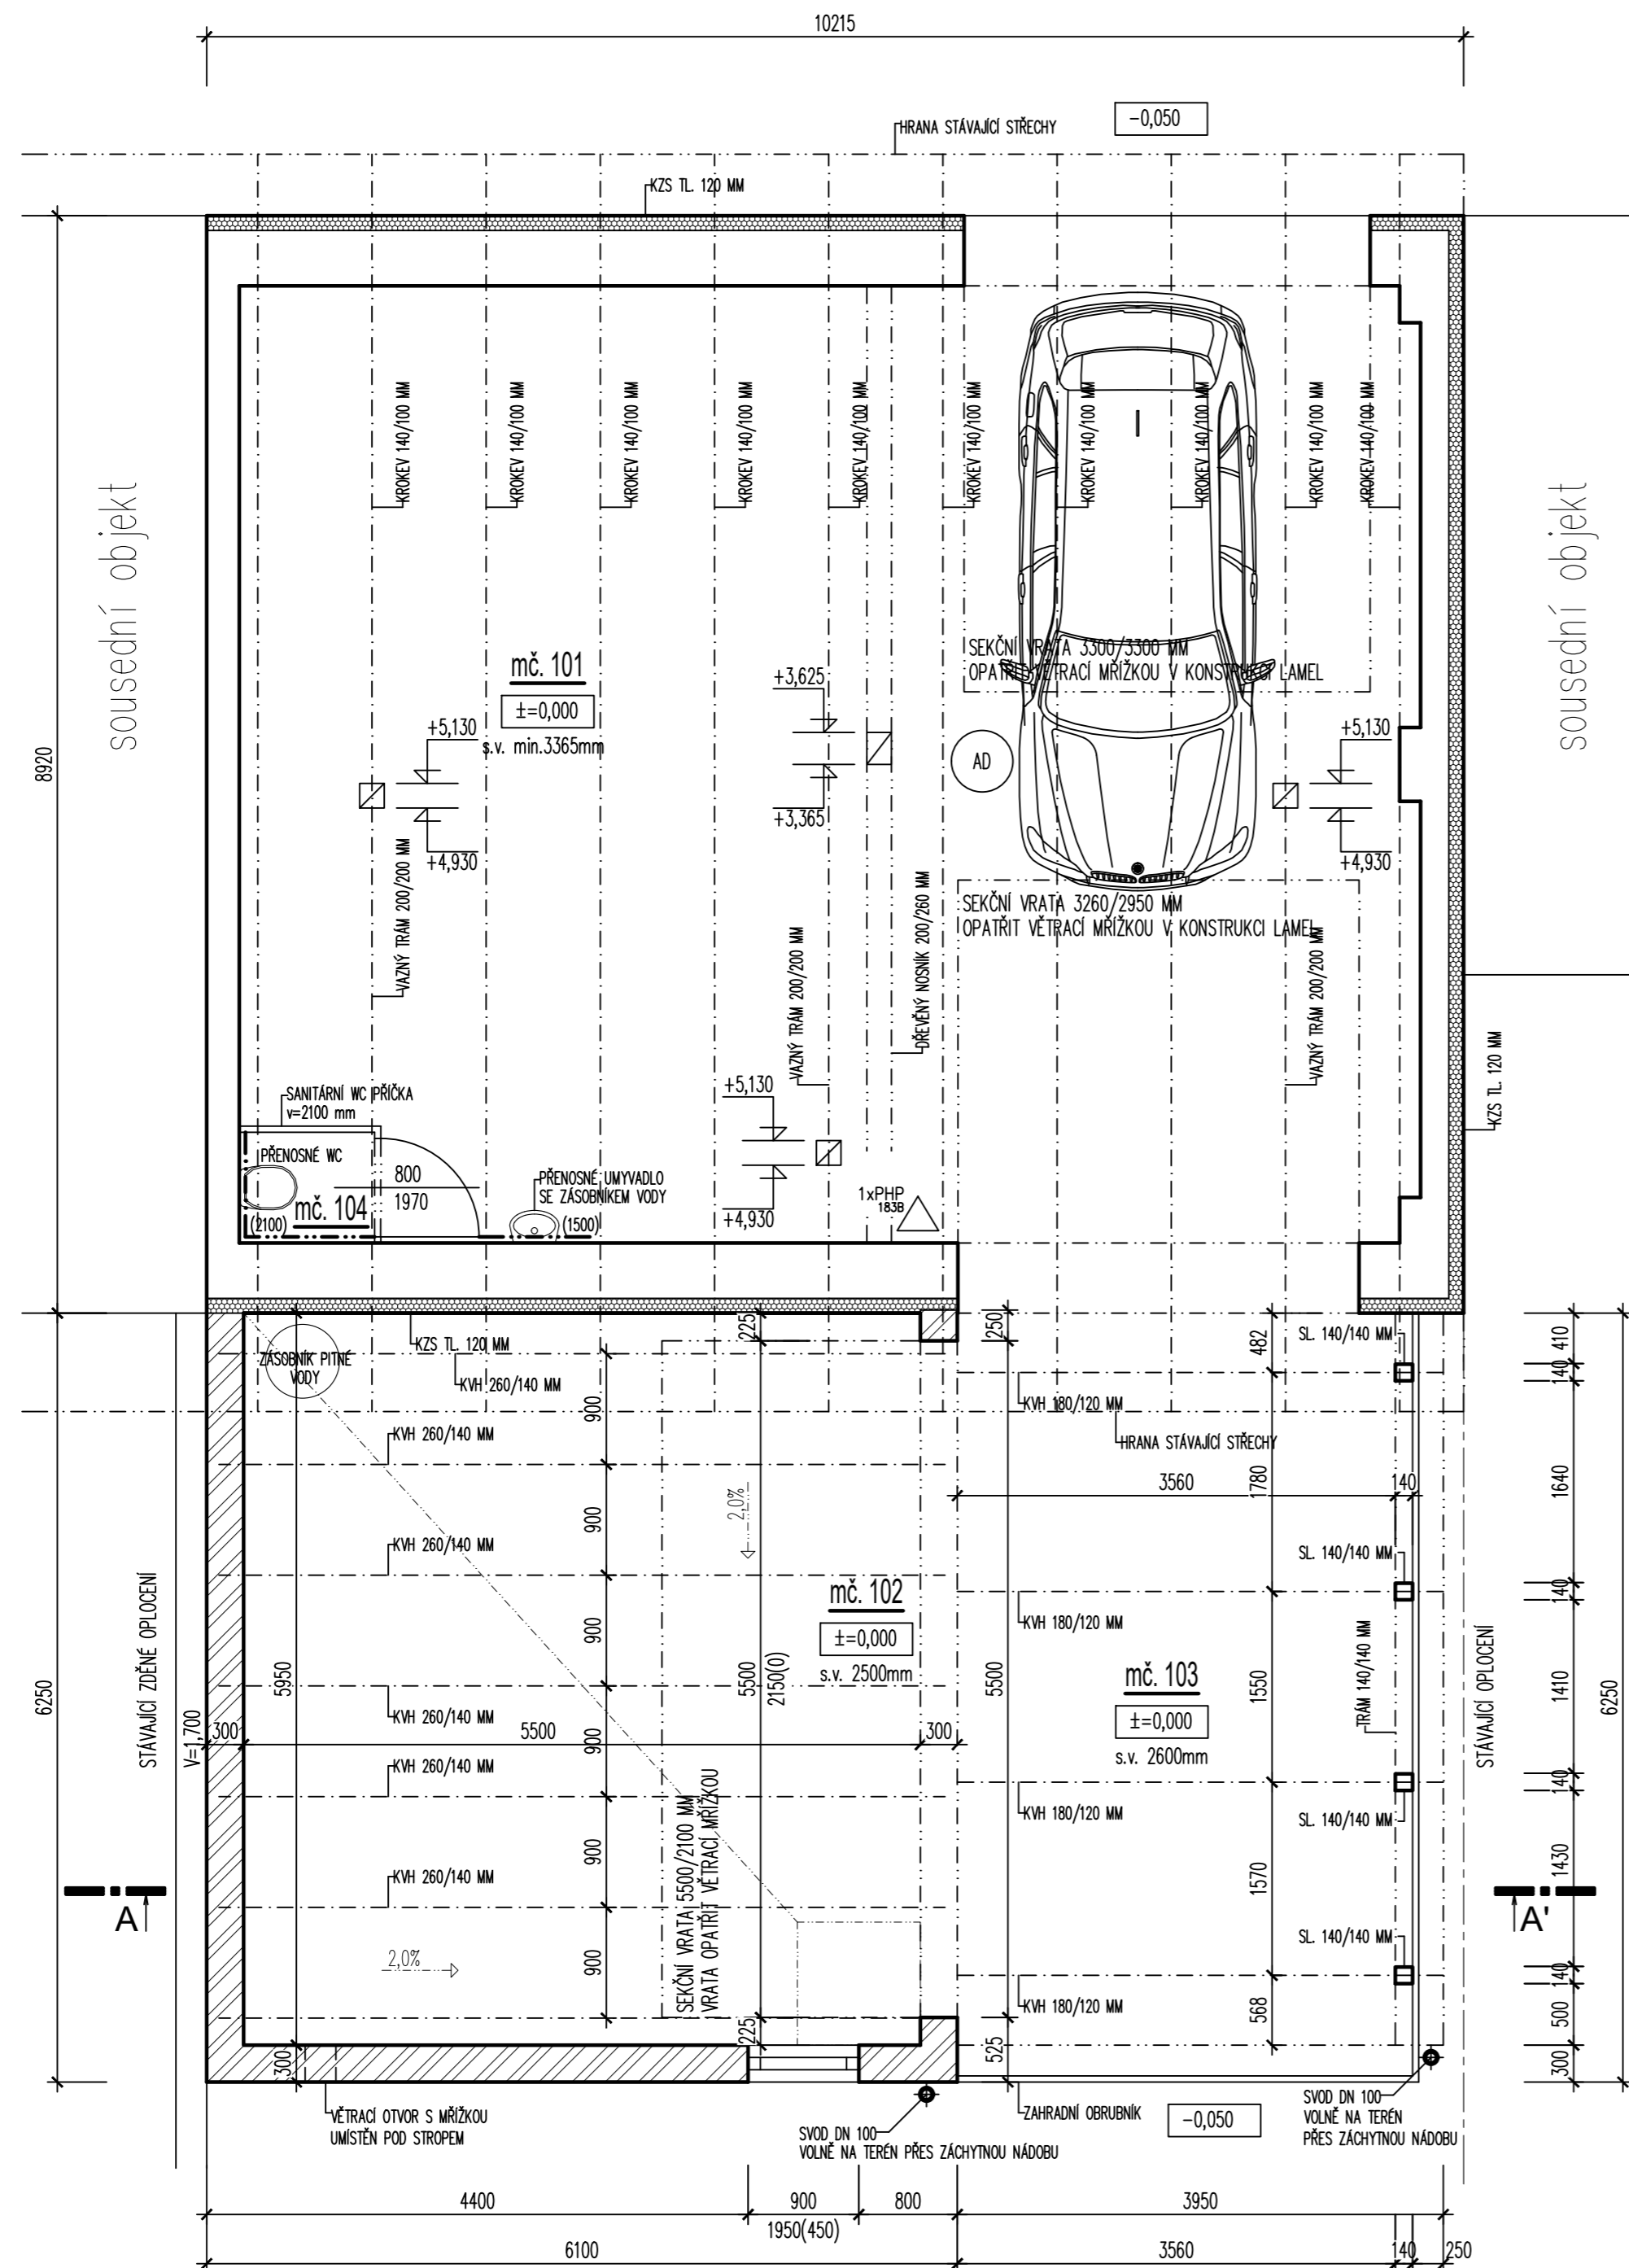 10215
HRANA STÁVAJÍCÍ STŘECHY
-0,050
KZS TL. 120 MM
KROKEV 140/100 MM
KROKEV 140/100 MM
KROKEV 140/100 MM
KROKEV 140/100 MM
KROKEV 140/100 MM
KROKEV 140/100 MM
KROKEV 140/100 MM
KROKEV 140/100 MM
KROKEV 140/100 MM
KROKEV 140/100 MM
sousední objekt
sousední objekt
8920
mč. 101
±=0,000
s.v. min.3365mm
+5,130
+4,930
+3,625
+3,365
SEKČNÍ VRATA 3300/3300 MM
OPATŘIT VĚTRACÍ MŘÍŽKOU V KONSTRUKCI LAMEL
AD
+5,130
+4,930
SEKČNÍ VRATA 3260/2950 MM
OPATŘIT VĚTRACÍ MŘÍŽKOU V KONSTRUKCI LAMEL
VAZNÝ TRÁM 200/200 MM
VAZNÝ TRÁM 200/200 MM
DŘEVĚNÝ NOSNÍK 200/260 MM
VAZNÝ TRÁM 200/200 MM
KZS TL. 120 MM
SANITÁRNÍ WC PŘÍČKA
v=2100 mm
PŘENOSNÉ WC
800
1970
mč. 104
(2100)
PŘENOSNÉ UMYVADLO
SE ZÁSOBNÍKEM VODY
(1500)
+5,130
+4,930
1xPHP
183B
ZÁSOBNÍK PITNÉ
VODY
KZS TL. 120 MM
KVH 260/140 MM
KVH 260/140 MM
KVH 260/140 MM
KVH 260/140 MM
KVH 260/140 MM
KVH 260/140 MM
225
250
482
SL. 140/140 MM
410
140
KVH 180/120 MM
HRANA STÁVAJÍCÍ STŘECHY
900
900
900
900
900
900
2,0%
3560
140
1780
1640
SL. 140/140 MM
140
mč. 102
±=0,000
s.v. 2500mm
KVH 180/120 MM
STÁVAJÍCÍ ZDĚNÉ OPLOCENÍ
V=1,700
6250
5950
300
5500
300
5500
2150(0)
5500
mč. 103
±=0,000
s.v. 2600mm
1550
TRÁM 140/140 MM
1410
STÁVAJÍCÍ OPLOCENÍ
6250
KVH 180/120 MM
SL. 140/140 MM
140
SEKČNÍ VRATA 5500/2100 MM
VRATA OPATŘIT VĚTRACÍ MŘÍŽKOU
1570
1430
A
A'
2,0%
SL. 140/140 MM
140
KVH 180/120 MM
568
500
300
225
525
300
VĚTRACÍ OTVOR S MŘÍŽKOU
UMÍSTĚN POD STROPEM
SVOD DN 100
VOLNĚ NA TERÉN PŘES ZÁCHYTNOU NÁDOBU
ZAHRADNÍ OBRUBNÍK
-0,050
SVOD DN 100
VOLNĚ NA TERÉN
PŘES ZÁCHYTNOU NÁDOBU
4400
900
800
3950
1950(450)
6100
3560
140
250